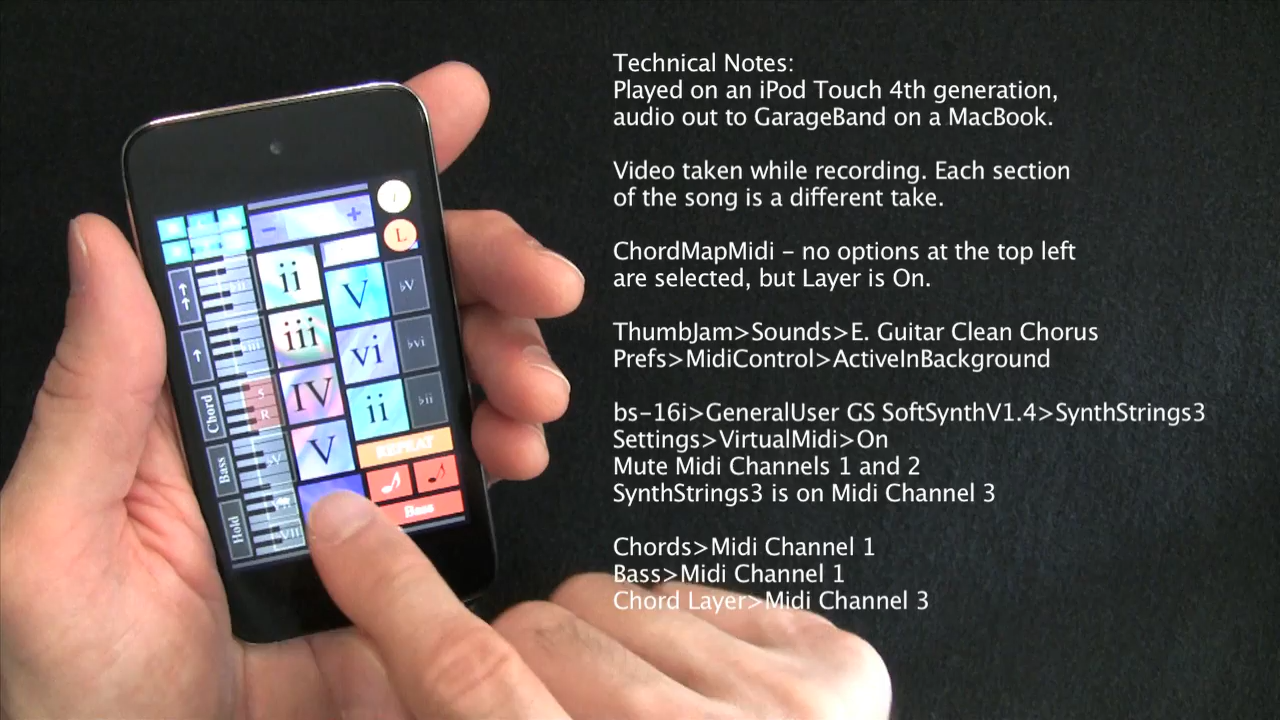 Technical Notes:
Played on an iPod Touch 4th generation,
audio out to GarageBand on a MacBook.
Video taken while recording. Each section
of the song is a different take.
ChordMapMidi – no options at the top left
are selected, but Layer is On.
ThumbJam>Sounds>E. Guitar Clean Chorus
Prefs>MidiControl>ActiveInBackground
bs-16i>GeneralUser GS SoftSynthV1.4>SynthStrings3
Settings>VirtualMidi>On
Mute Midi Channels 1 and 2
SynthStrings3 is on Midi Channel 3
Chords>Midi Channel 1
Bass>Midi Channel 1
Chord Layer>Midi Channel 3
− +
L
ii
V
♭V
iii
vi
♭vi
IV
ii
♭ii
V
REPEAT
Bass
Chord
Bass
Hold
S
R
VII